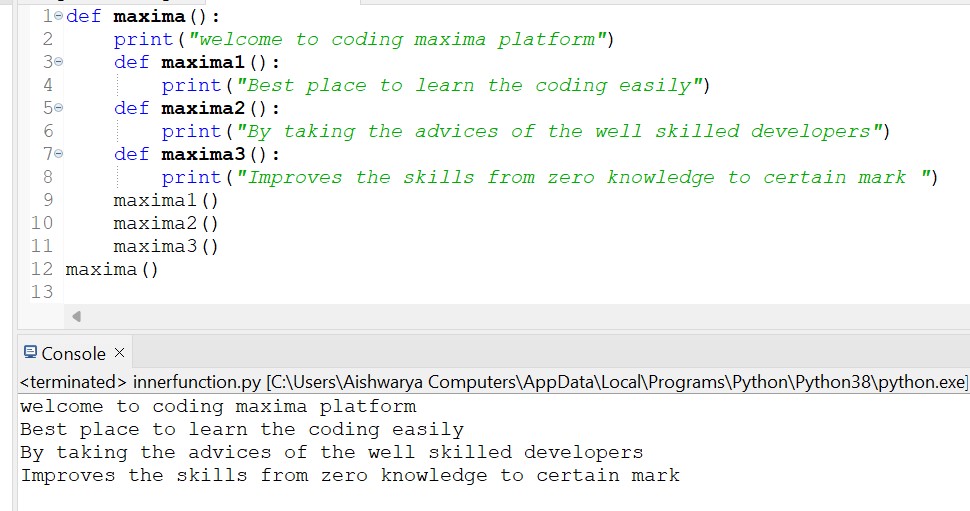 1 def maxima():
2     print("welcome to coding maxima platform")
3     def maxima1():
4         print("Best place to learn the coding easily")
5     def maxima2():
6         print("By taking the advices of the well skilled developers")
7     def maxima3():
8         print("Improves the skills from zero knowledge to certain mark ")
9     maxima1()
10     maxima2()
11     maxima3()
12 maxima()
13
Console ×
<terminated> innerfunction.py [C:\Users\Aishwarya Computers\AppData\Local\Programs\Python\Python38\python.exe]
welcome to coding maxima platform
Best place to learn the coding easily
By taking the advices of the well skilled developers
Improves the skills from zero knowledge to certain mark